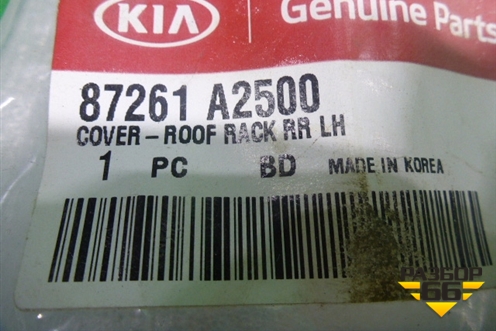 KIA
Genuine Parts
87261 A2500
COVER-ROOF RACK RR LH
1 PC BD MADE IN KOREA
РАЗБОР
66